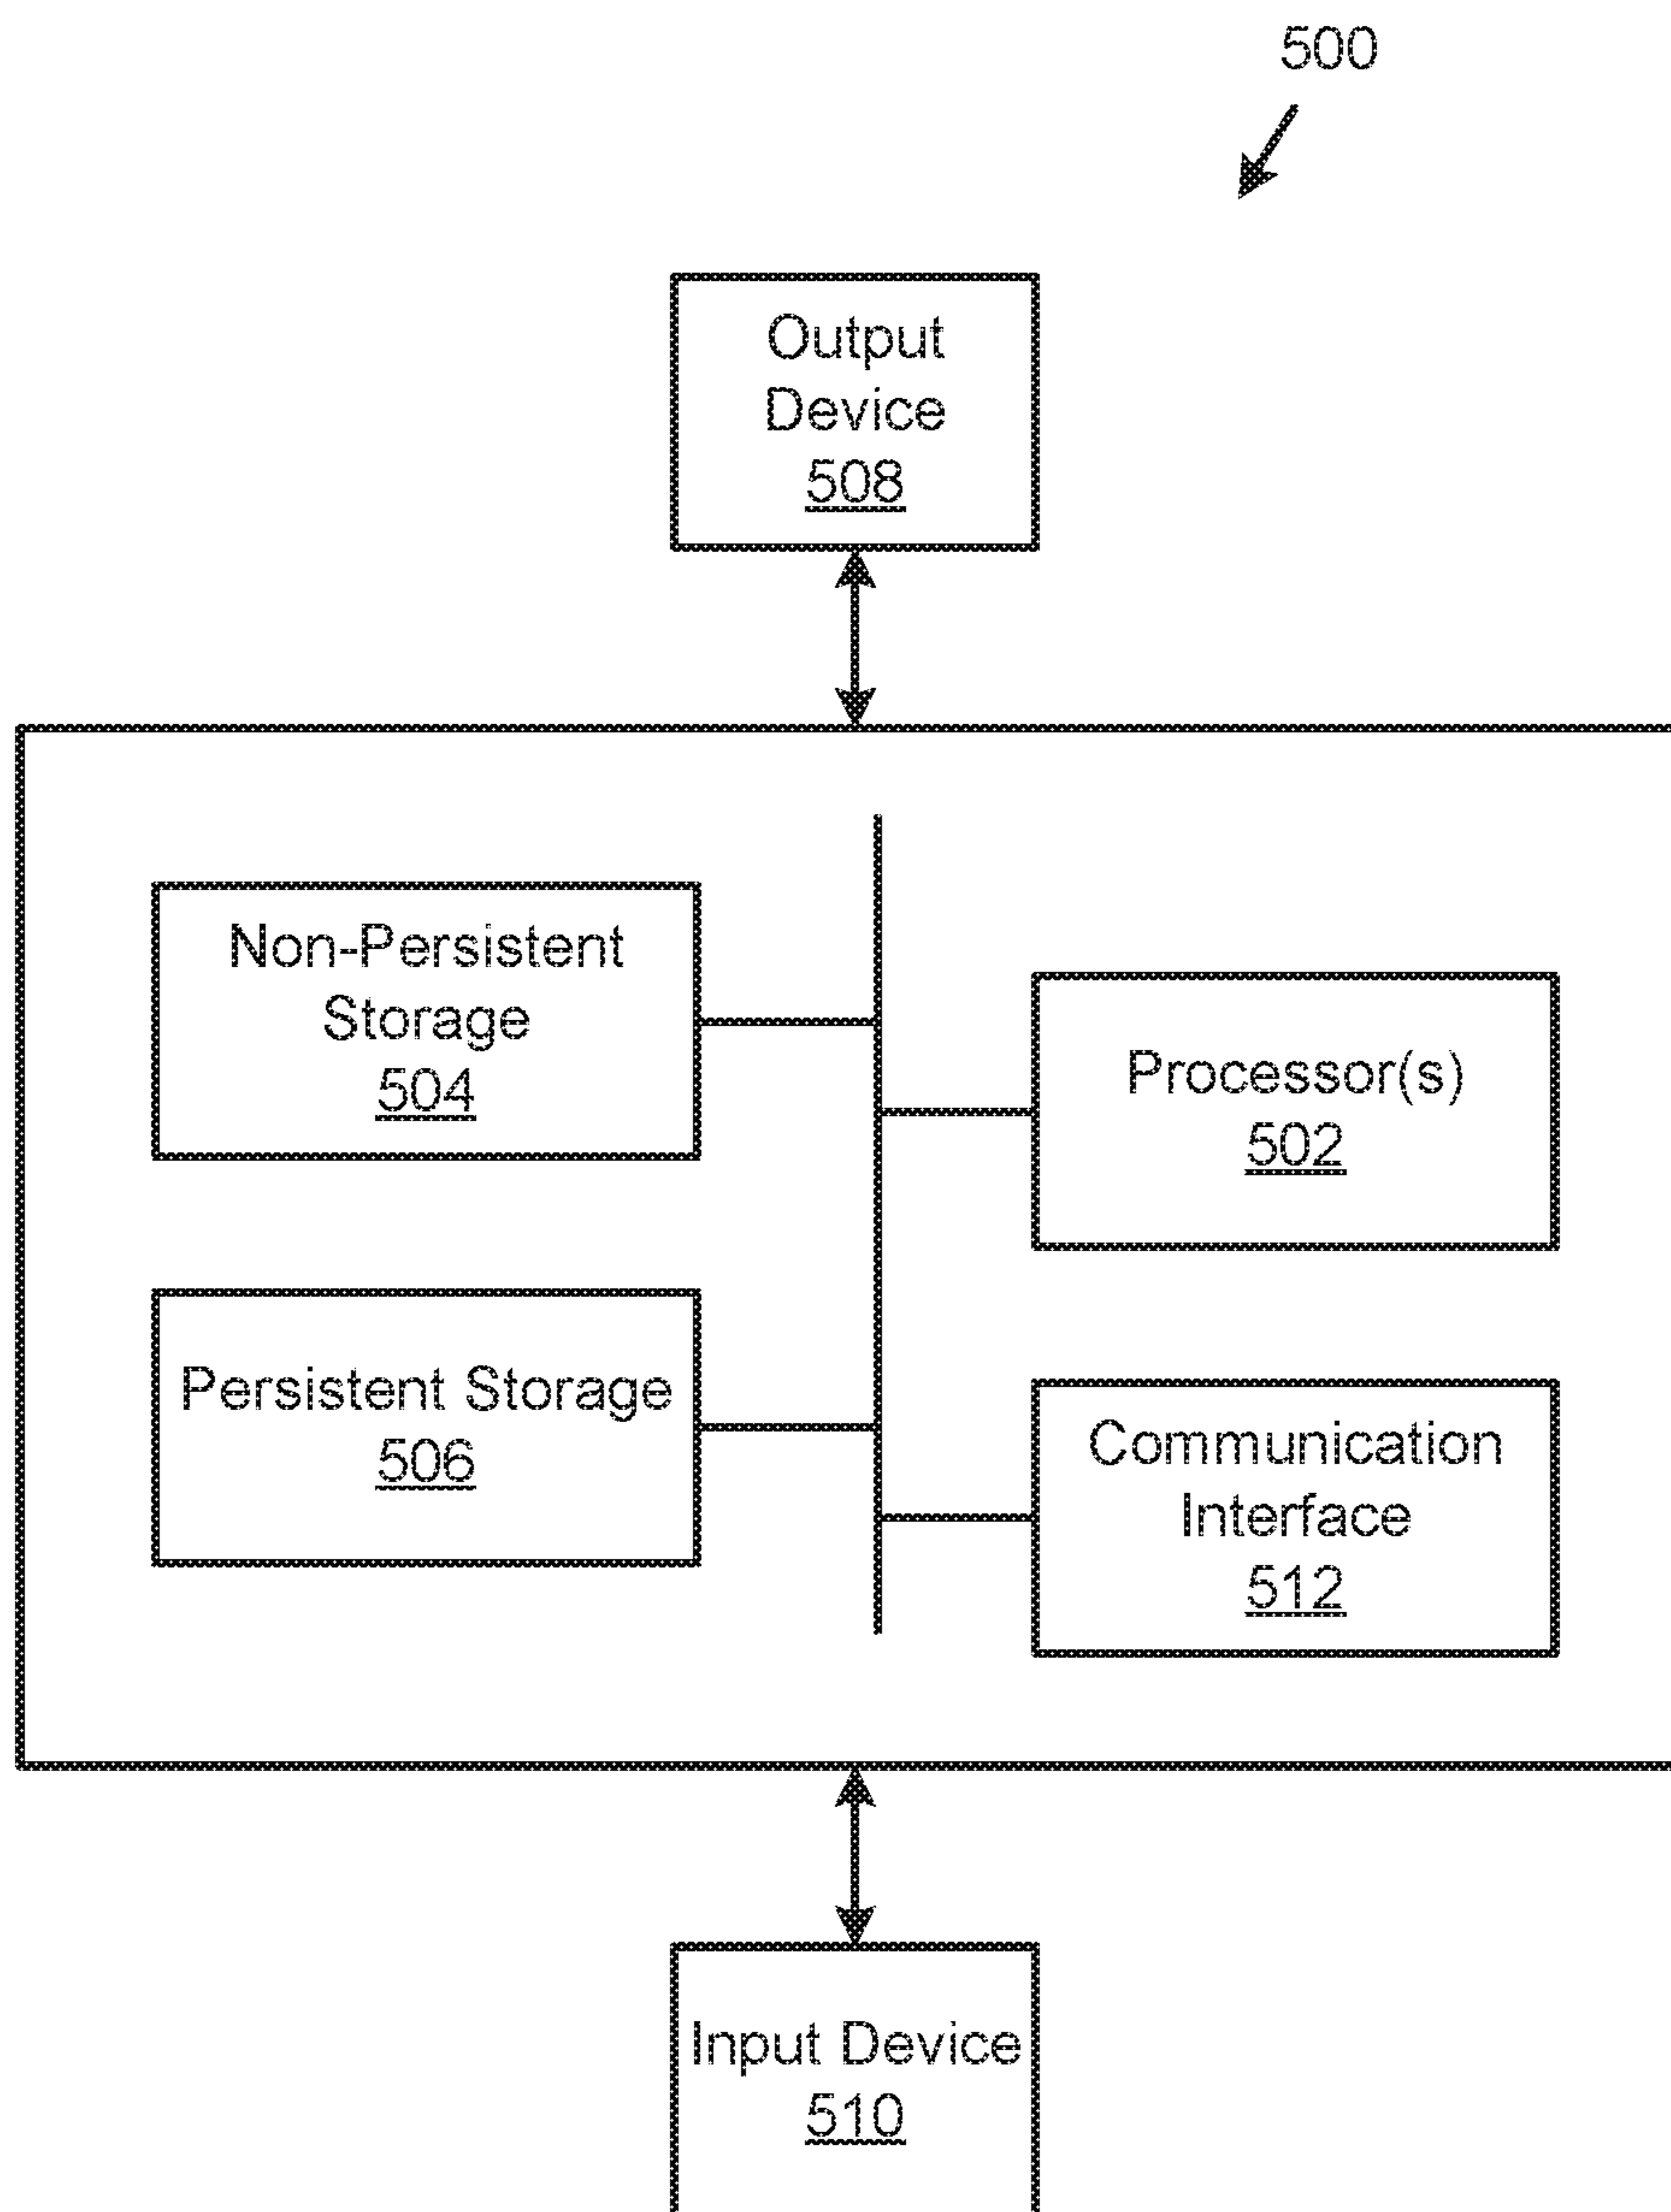 500
Output
Device
508
Non-Persistent
Storage
504
Processor(s)
502
Persistent Storage
506
Communication
Interface
512
Input Device
510